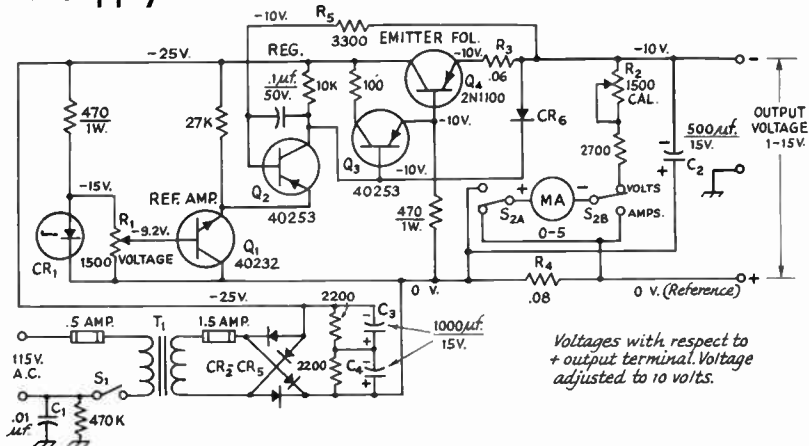 -10V.
R5
3300
EMITTER FOL.
-25V.
REG.
-10V.
R3
.06
-10V.
470
1W.
27K
.1µf.
50V.
10K
100
Q4
2N1100
-10V.
CR6
R2
1500
CAL.
OUTPUT
VOLTAGE
1-15V.
Q3
500µf.
15V.
C2
2700
-15V.
REF. AMP.
Q2
40253
-10V.
40253
470
1W.
VOLTS
+ MA -
S2A
S2B
0-5
AMPS.
R1
-9.2V.
1500
VOLTAGE
CR1
Q1
40232
R4
.08
0 V.
0 V. (Reference)
-25V.
.5 AMP.
T1
1.5 AMP.
2200
C3
1000µf.
15V.
115V.
A.C.
S1
CR2-CR5
2200
C4
Voltages with respect to
+ output terminal. Voltage
adjusted to 10 volts.
.01
µf.
C1
470K